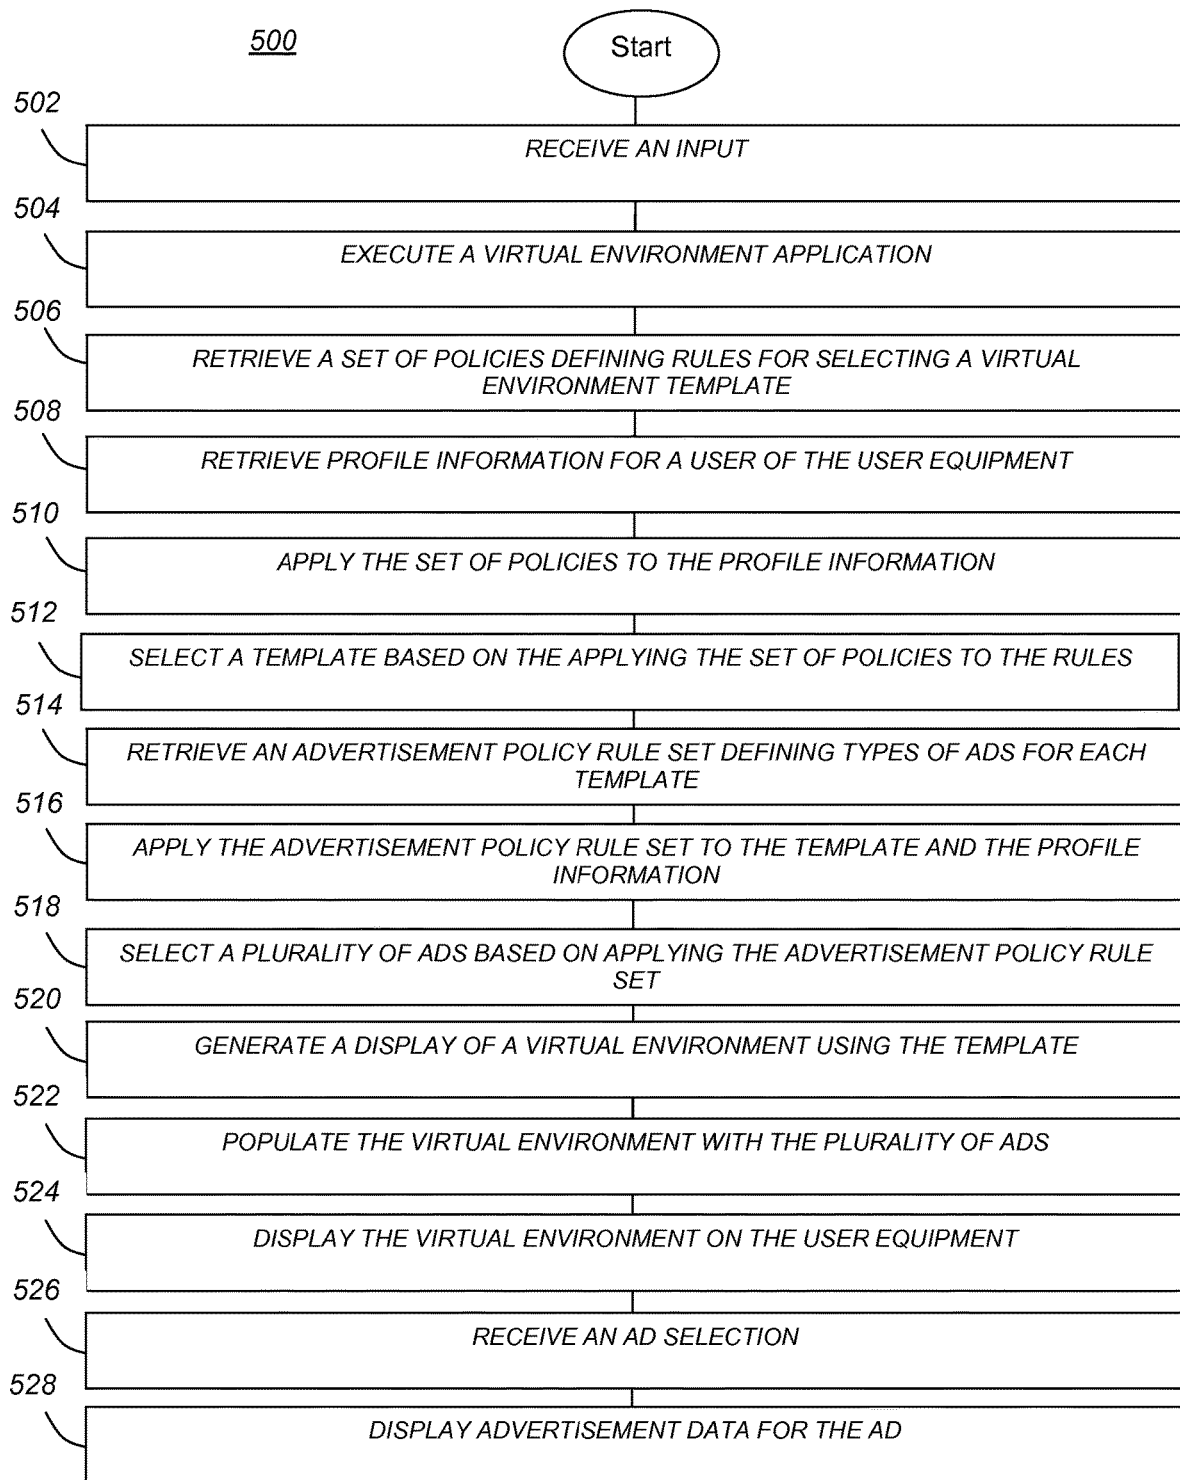 500
Start
502
RECEIVE AN INPUT
504
EXECUTE A VIRTUAL ENVIRONMENT APPLICATION
506
RETRIEVE A SET OF POLICIES DEFINING RULES FOR SELECTING A VIRTUAL
ENVIRONMENT TEMPLATE
508
RETRIEVE PROFILE INFORMATION FOR A USER OF THE USER EQUIPMENT
510
APPLY THE SET OF POLICIES TO THE PROFILE INFORMATION
512
SELECT A TEMPLATE BASED ON THE APPLYING THE SET OF POLICIES TO THE RULES
514
RETRIEVE AN ADVERTISEMENT POLICY RULE SET DEFINING TYPES OF ADS FOR EACH
TEMPLATE
516
APPLY THE ADVERTISEMENT POLICY RULE SET TO THE TEMPLATE AND THE PROFILE
INFORMATION
518
SELECT A PLURALITY OF ADS BASED ON APPLYING THE ADVERTISEMENT POLICY RULE
SET
520
GENERATE A DISPLAY OF A VIRTUAL ENVIRONMENT USING THE TEMPLATE
522
POPULATE THE VIRTUAL ENVIRONMENT WITH THE PLURALITY OF ADS
524
DISPLAY THE VIRTUAL ENVIRONMENT ON THE USER EQUIPMENT
526
RECEIVE AN AD SELECTION
528
DISPLAY ADVERTISEMENT DATA FOR THE AD